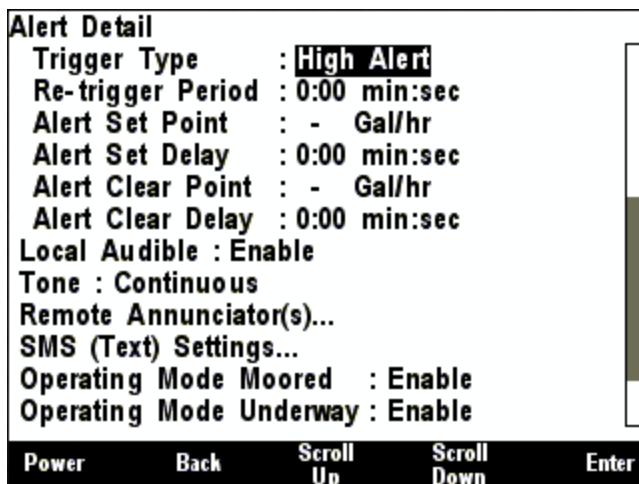 Alert Detail
Trigger Type : High Alert
Re-trigger Period : 0:00 min:sec
Alert Set Point : - Gal/hr
Alert Set Delay : 0:00 min:sec
Alert Clear Point : - Gal/hr
Alert Clear Delay : 0:00 min:sec
Local Audible : Enable
Tone : Continuous
Remote Annunciator(s)...
SMS (Text) Settings...
Operating Mode Moored : Enable
Operating Mode Underway : Enable
Power Back Scroll Up Scroll Down Enter